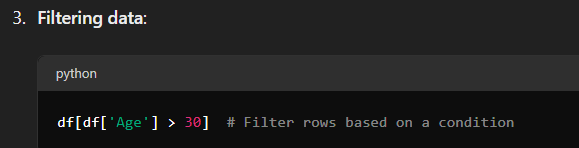 3. Filtering data:
python
df[df['Age'] > 30]  # Filter rows based on a condition